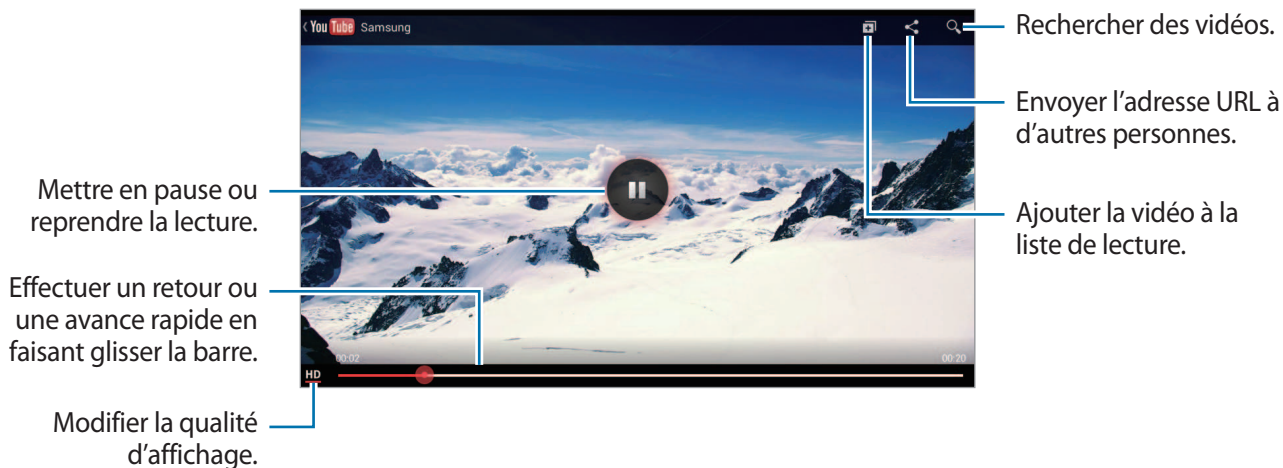 You Tube Samsung
Rechercher des vidéos.
Envoyer l’adresse URL à
d’autres personnes.
Ajouter la vidéo à la
liste de lecture.
Mettre en pause ou
reprendre la lecture.
Effectuer un retour ou
une avance rapide en
faisant glisser la barre.
00:02
00:20
HD
Modifier la qualité
d’affichage.